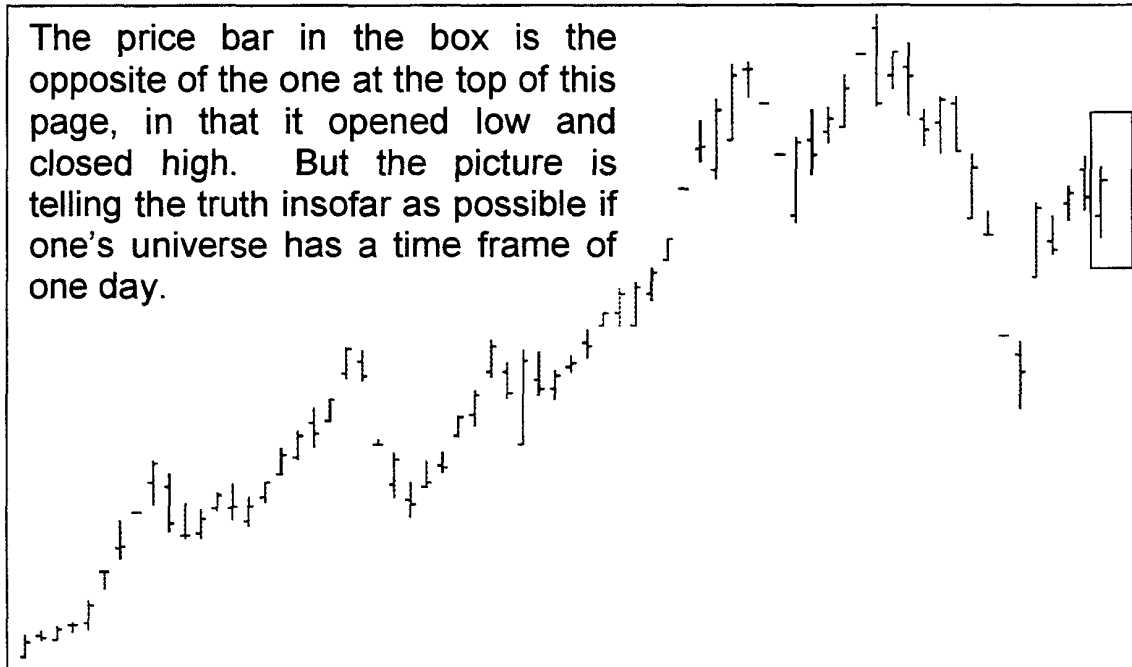 The price bar in the box is the
opposite of the one at the top of this
page, in that it opened low and
closed high. But the picture is
telling the truth insofar as possible if
one's universe has a time frame of
one day.